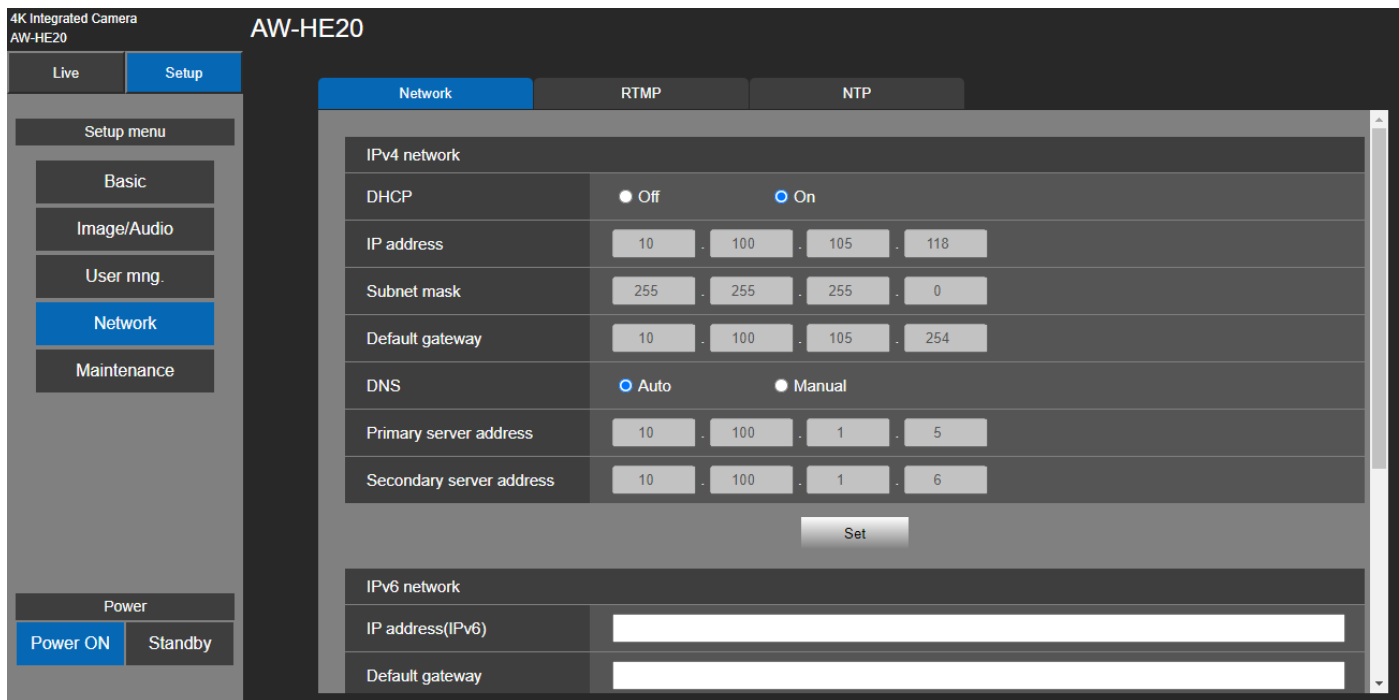 4K Integrated Camera
AW-HE20
AW-HE20
Live Setup
Setup menu
Basic
Image/Audio
User mng.
Network
Maintenance
Power
Power ON Standby
Network RTMP NTP
IPv4 network
DHCP Off On
IP address 10 . 100 . 105 . 118
Subnet mask 255 . 255 . 255 . 0
Default gateway 10 . 100 . 105 . 254
DNS Auto Manual
Primary server address 10 . 100 . 1 . 5
Secondary server address 10 . 100 . 1 . 6
Set
IPv6 network
IP address(IPv6)
Default gateway